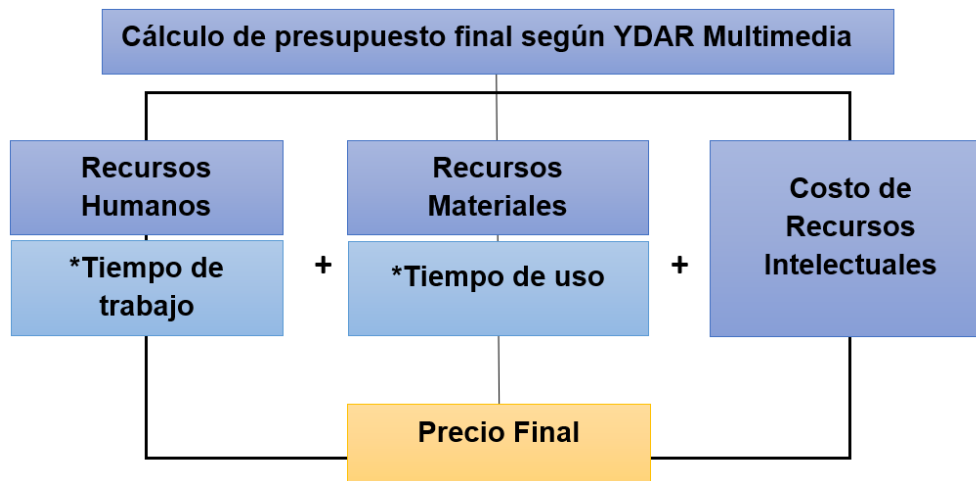 Cálculo de presupuesto final según YDAR Multimedia
Recursos
Humanos
*Tiempo de
trabajo
+
Recursos
Materiales
*Tiempo de uso
+
Costo de
Recursos
Intelectuales
Precio Final